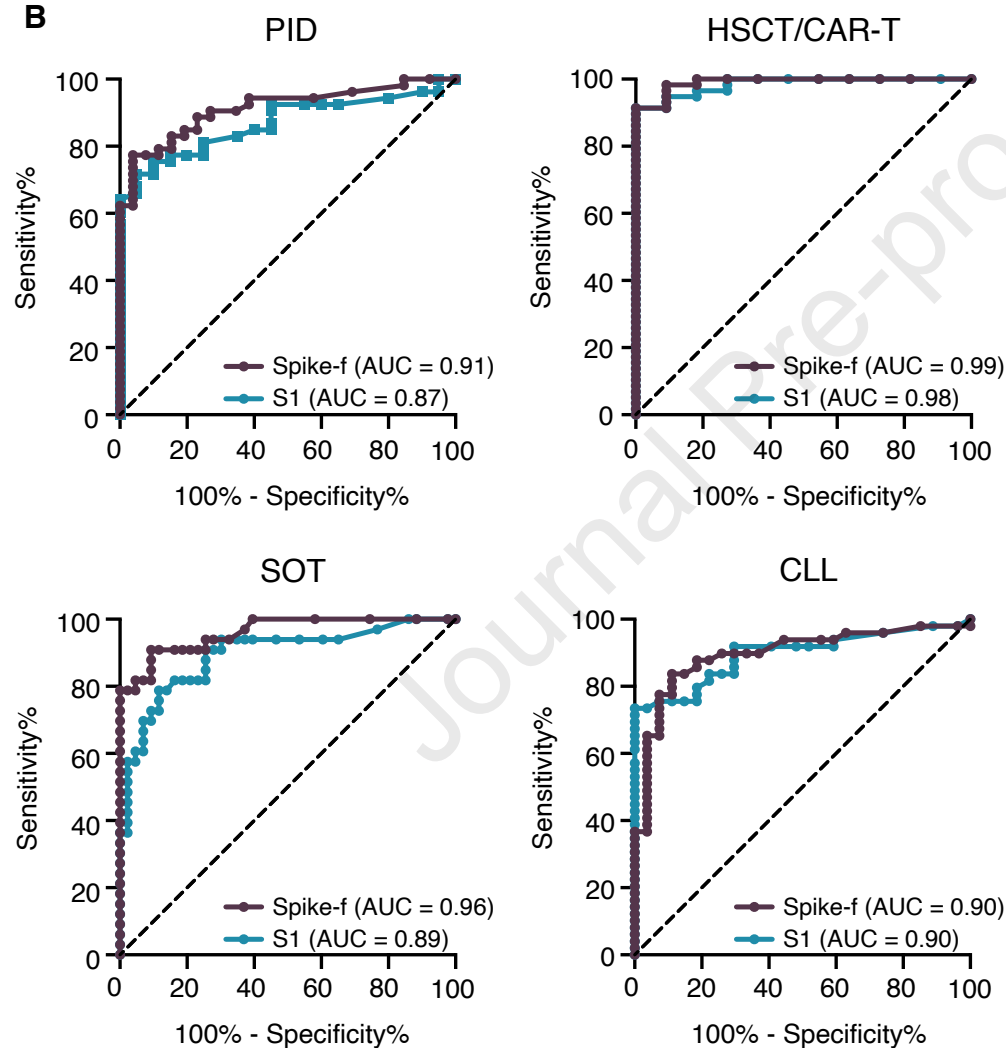 B
PID
100
80
60
40
20
0
Sensitivity%
Spike-f (AUC = 0.91)
S1 (AUC = 0.87)
0 20 40 60 80 100
100% - Specificity%
HSCT/CAR-T
100
80
60
40
20
0
Sensitivity%
Spike-f (AUC = 0.99)
S1 (AUC = 0.98)
0 20 40 60 80 100
100% - Specificity%
SOT
100
80
60
40
20
0
Sensitivity%
Spike-f (AUC = 0.96)
S1 (AUC = 0.89)
0 20 40 60 80 100
100% - Specificity%
CLL
100
80
60
40
20
0
Sensitivity%
Spike-f (AUC = 0.90)
S1 (AUC = 0.90)
0 20 40 60 80 100
100% - Specificity%
Journal Pre-pro